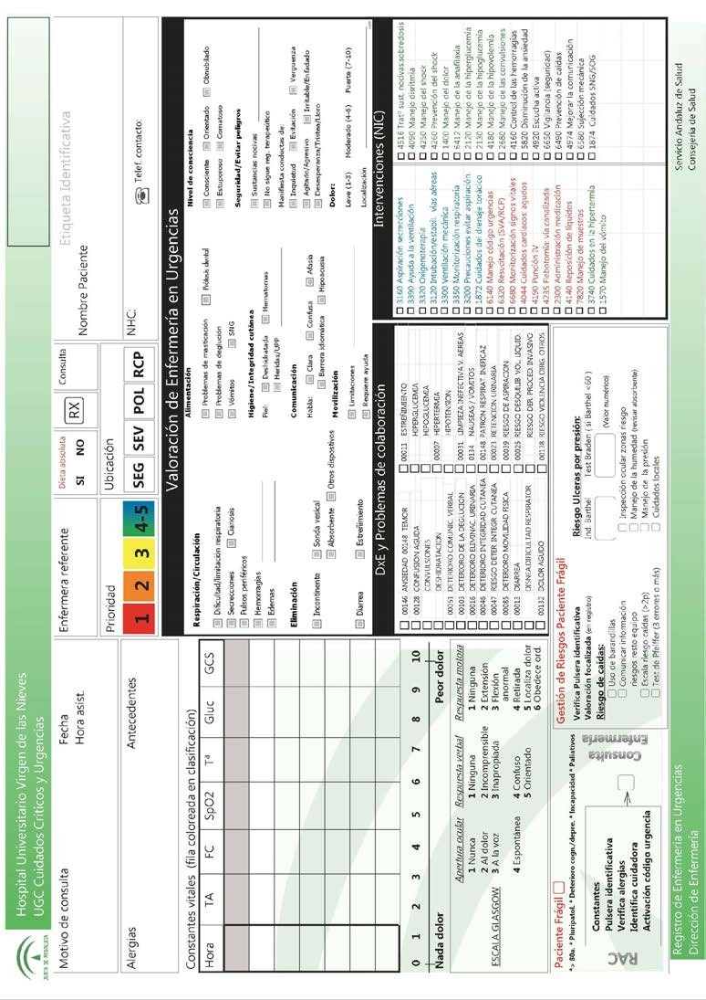 Hospital Universitario Virgen de las Nieves
UGC Cuidados Críticos y Urgencias
JUNTA DE ANDALUCIA
Motivo de consulta
Fecha
Hora asist.
Enfermera referente
Dieta absoluta
SI NO
RX
Consulta
Etiqueta Identificativa
Nombre Paciente
Alergias
Antecedentes
Prioridad
1 2 3 4-5
Ubicación
SEG SEV POL RCP
NHC:
Telef. contacto:
Constantes vitales (fila coloreada en clasificación)
Hora TA FC SpO2 Tª Gluc GCS
0 1 2 3 4 5 6 7 8 9 10
Nada dolor
Peor dolor
ESCALA GLASGOW
Apertura ocular
1 Nunca
2 Al dolor
3 A la voz
4 Espontánea
Respuesta verbal
1 Ninguna
2 Incomprensible
3 Inapropiada
4 Confuso
5 Orientado
Respuesta motora
1 Ninguna
2 Extensión
3 Flexión
anormal
4 Retirada
5 Localiza dolor
6 Obedece ord.
Valoración de Enfermería en Urgencias
Respiración/Circulación
Dificultad/limitación respiratoria
Secreciones
Cianosis
Pulsos periféricos
Hemorragias
Edemas
Eliminación
Incontinente
Sonda vesical
Absorbente
Otros dispositivos
Diarrea
Estreñimiento
Alimentación
Problemas de masticación
Prótesis dental
Problemas de deglución
Vómitos
SNG
Higiene/Integridad cutánea
Piel:
Deshidratada
Hematomas
Heridas/UPP
Comunicación
Habla:
Clara
Confusa
Afasia
Barrera idiomática
Hipoacusia
Movilización
Limitaciones
Requiere ayuda
Nivel de consciencia
Consciente
Orientado
Obnubilado
Estuporoso
Comatoso
Seguridad/Evitar peligros
Sustancias nocivas
No sigue reg. terapéutico
Manifiesta conductas de
Inquietud
Evitación
Verguenza
Agitado/Agresivo
Irritable/Enfadado
Desesperanza/Tristea/Lloro
Dolor:
Leve (1-3) Moderado (4-6) Fuerte (7-10)
Localización
DxE y Problemas de colaboración
00146 ANSIEDAD 00148 TEMOR
00128 CONFUSION AGUDA
CONVULSIONES
DESHIDRATACION
00051 DETERIORO COMUNIC. VERBAL
00103 DETERIORO DE LA DEGLUCION
00016 DETERIORO ELIMINAC. URINARIA
00046 DETERIORO INTEGRIDAD CUTANEA
00047 RIESGO DETER. INTEGR. CUTANEA
00085 DETERIORO MOVILIDAD FISICA
00013 DIARREA
DISNEA/DIFICULTAD RESPIRATOR
00132 DOLOR AGUDO
00011 ESTREÑIMIENTO
HIPERGLUCEMIA
HIPOGLUCEMIA
00007 HIPERTERMIA
HIPOTENSION
00031 LIMPIEZA INEFECTIVA V. AEREAS
0134 NAUSEAS / VOMITOS
00148 PATRON RESPIRAT. INEFICAZ
00023 RETENCION URINARIA
00039 RIESGO DE ASPIRACION
00025 RIESGO DESQUILIB VOL. LIQUID.
RIESGO DER. PROCED. INVASIVO
00138 RIESGO VIOLENCIA DIRG. OTROS
Intervenciones (NIC)
3160 Aspiración secrecciones
3390 Ayuda a la ventilación
3320 Oxigenoterapia
3120 Intubación/estabil. vías aéreas
3300 Ventilación mecánica
3350 Monitorización respiratoria
3200 Precauciones evitar aspiración.
1872 Cuidados del drenaje torácico
6140 Manejo código urgencias
6320 Resucitación (SVA/RCP)
6680 Monitorización signos vitales
4044 Cuidados cardiacos: agudos
4190 Punción IV
4235 Flebotomía: vía canalizada
2300 Administración medicación
4140 Reposición de líquidos
7820 Manejo de muestras
3740 Cuidados en la hipertermia
1570 Manejo del vómito
4516 Tratº sust. nocivas:sobredosis
4090 Manejo disritmia
4250 Manejo del shock
4260 Prevención del shock
1400 Manejo del dolor
6412 Manejo de la anafilaxia
2120 Manejo de la hiperglucemia
2130 Manejo de la hipoglucemia
4180 Manejo de la hipovolemia
2680 Manejo de las convulsiones
4160 Control de las hemorragias
5820 Disminución de la ansiedad
4920 Escucha activa
6650 Vigilancia (seguridad)
6490 Prevención de caídas
4974 Mejorar la comunicación
6580 Sujección mecánica
1874 Cuidados SNG/SOG
Paciente Frágil
*> 80a. * Pluripatol. * Deterioro cogn./depre. * Incapacidad * Paliativos
RAC
Constantes
Pulsera identificativa
Verifica alergias
Identifica cuidadora
Activación código urgencia
Consulta
Enfermería
Gestión de Riesgos Paciente Frágil
Verifica Pulsera identificativa
Valoración focalizada (en registro)
Riesgo de caídas:
Uso de barandillas
Comunicar información
riesgos resto equipo
Escala riesgo caídas (>2p)
Test de Pfeiffer (3 errores o más)
Riesgo Ulceras por presión:
Ind. Barthel
Test Braden ( si Barthel <60 )
(Valor numérico)
Inspección ocular zonas riesgo
Manejo de la humedad (revisar absorbente)
Manejo de la presión
Cuidados locales
Registro de Enfermería en Urgencias
Dirección de Enfermería
Servicio Andaluz de Salud
Consejería de Salud